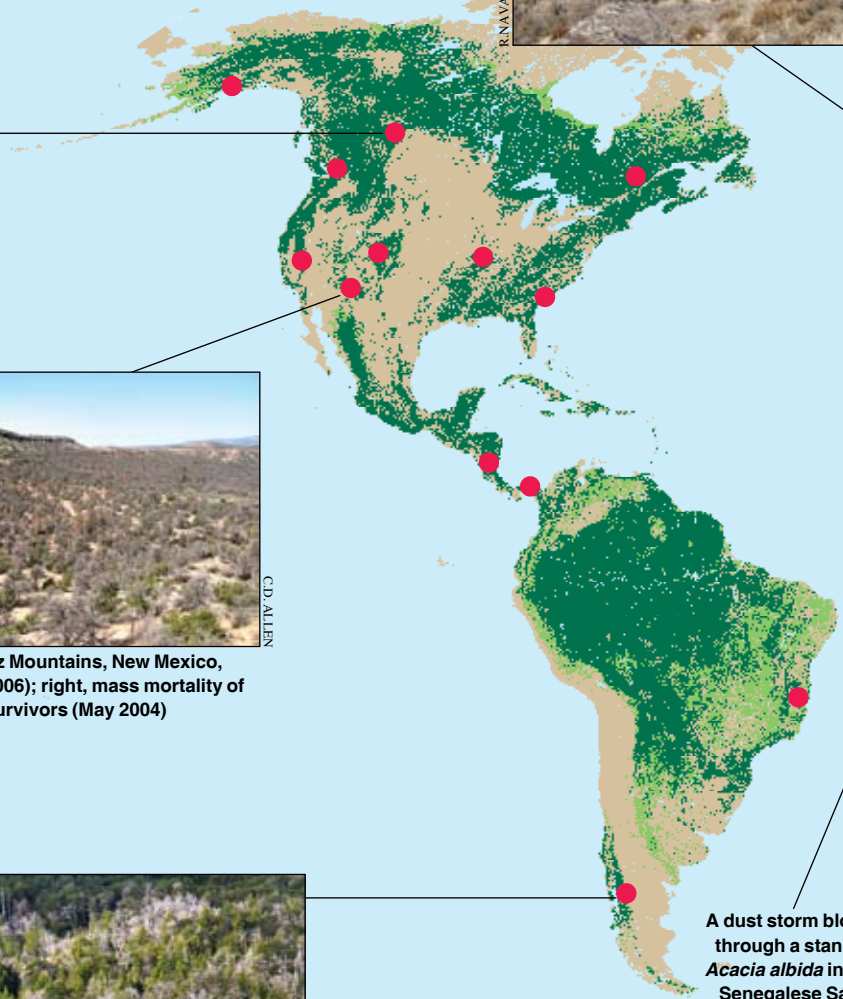 R.NAVA
C.D. ALLEN
z Mountains, New Mexico,
006); right, mass mortality of
urvivors (May 2004)
A dust storm blo
through a stan
Acacia albida in
Senegalese Sa